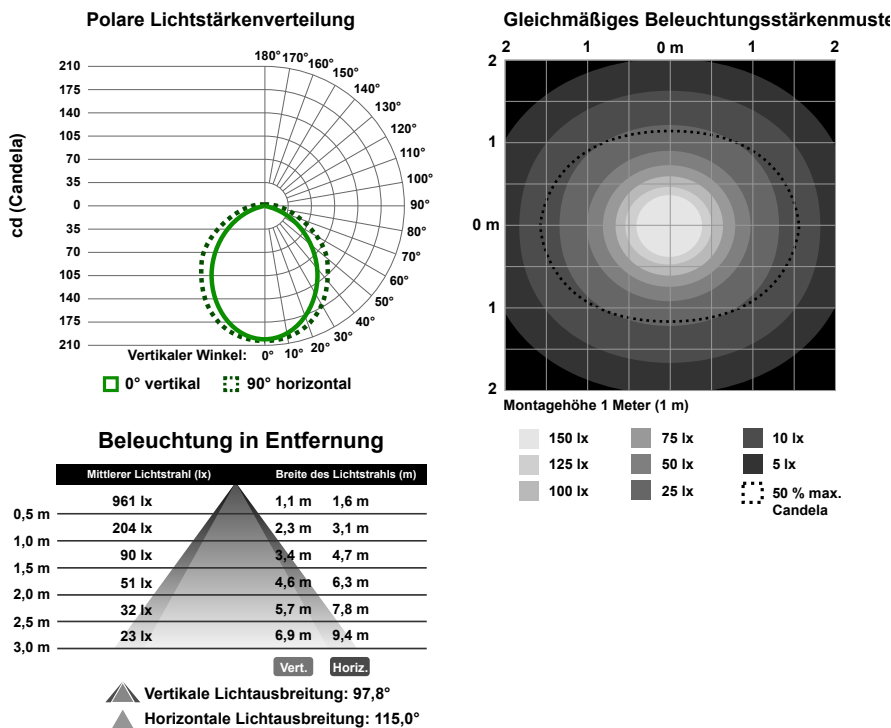 Polare Lichtstärkenverteilung
180° 170° 160° 150° 140° 130° 120° 110° 100° 90° 80° 70° 60° 50° 40° 30° 20° 10° 0°
cd (Candela)
210
175
140
105
70
35
0
35
70
105
140
175
210
Vertikaler Winkel:
0° vertikal
90° horizontal
Gleichmäßiges Beleuchtungsstärkenmuste
2 1 0 m 1 2
2
1
0 m
1
2
Montagehöhe 1 Meter (1 m)
150 lx
125 lx
100 lx
75 lx
50 lx
25 lx
10 lx
5 lx
50 % max.
Candela
Beleuchtung in Entfernung
Mittlerer Lichtstrahl (lx) Breite des Lichtstrahls (m)
961 lx 1,1 m 1,6 m
0,5 m
204 lx 2,3 m 3,1 m
1,0 m
90 lx 3,4 m 4,7 m
1,5 m
51 lx 4,6 m 6,3 m
2,0 m
32 lx 5,7 m 7,8 m
2,5 m
23 lx 6,9 m 9,4 m
3,0 m
Vert. Horiz.
Vertikale Lichtausbreitung: 97,8°
Horizontale Lichtausbreitung: 115,0°